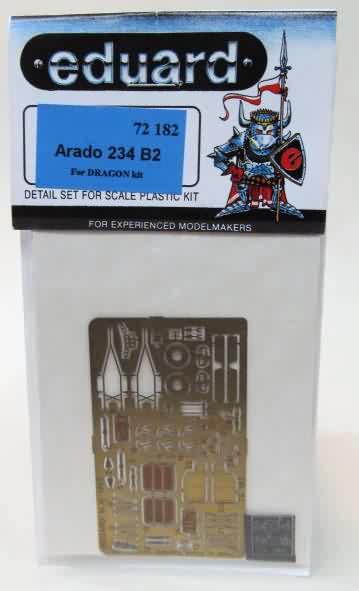 eduard
72 182
Arado 234 B2
For DRAGON kit
DETAIL SET FOR SCALE PLASTIC KIT
e
FOR EXPERIENCED MODELMAKERS